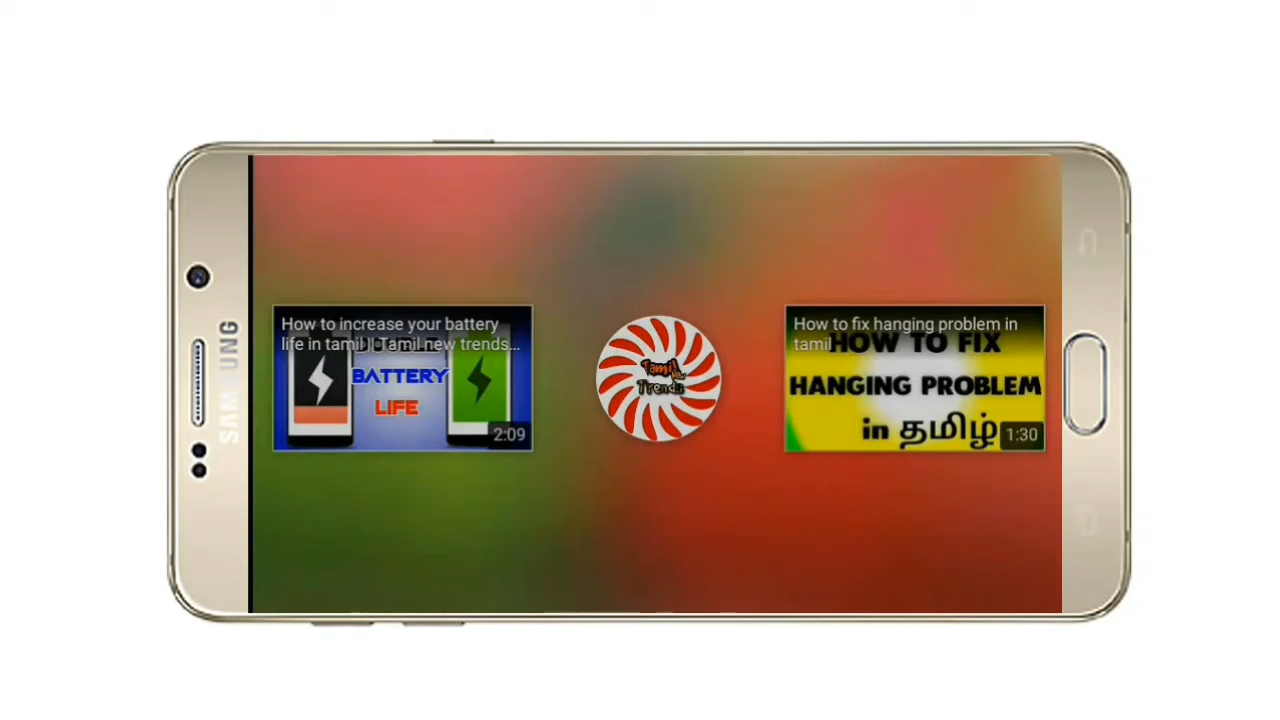 SAMSUNG
How to increase your battery
life in tamil | Tamil new trends...
BATTERY
LIFE
2:09
Tamil
New
Trends
How to fix hanging problem in
tamil
HOW TO FIX
HANGING PROBLEM
in தமிழ்
1:30